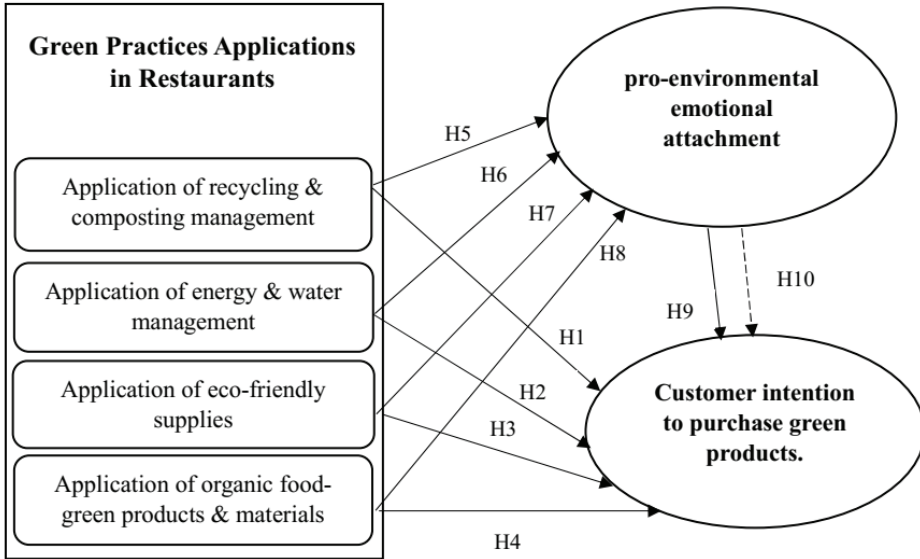 Green Practices Applications
in Restaurants
Application of recycling &
composting management
Application of energy & water
management
Application of eco-friendly
supplies
Application of organic food-
green products & materials
pro-environmental
emotional
attachment
H5
H6
H7
H8
H9
H10
H1
H2
H3
H4
Customer intention
to purchase green
products.